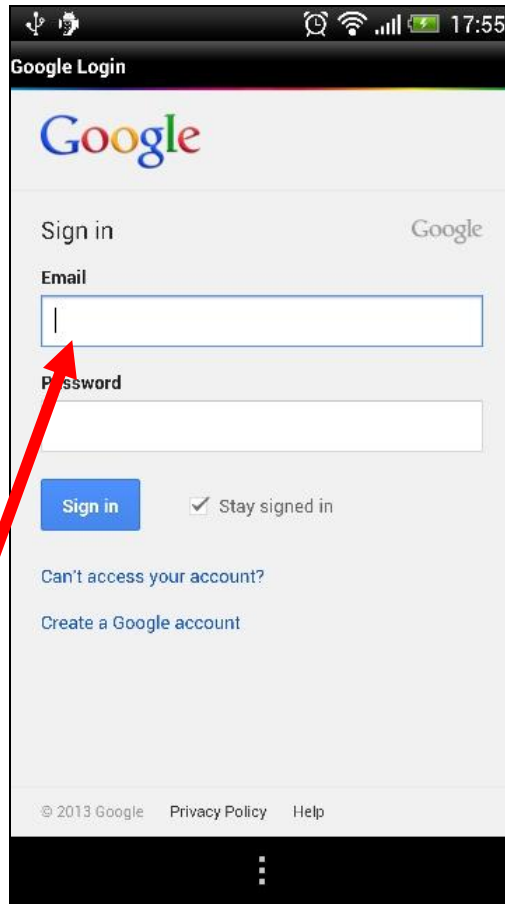 17:55
Google Login
Google
Sign in Google
Email
Password
Sign in Stay signed in
Can't access your account?
Create a Google account
© 2013 Google Privacy Policy Help